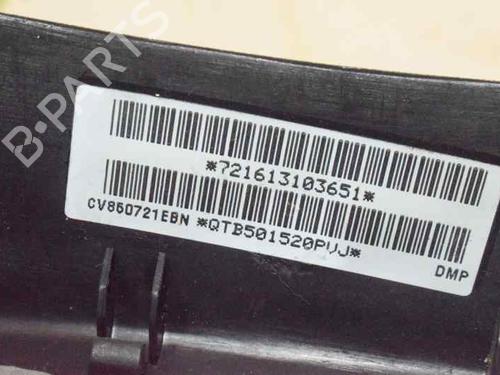 B-PARTS
*721613103651*
CV860721EBN *QTB501520PVJ*
DMP